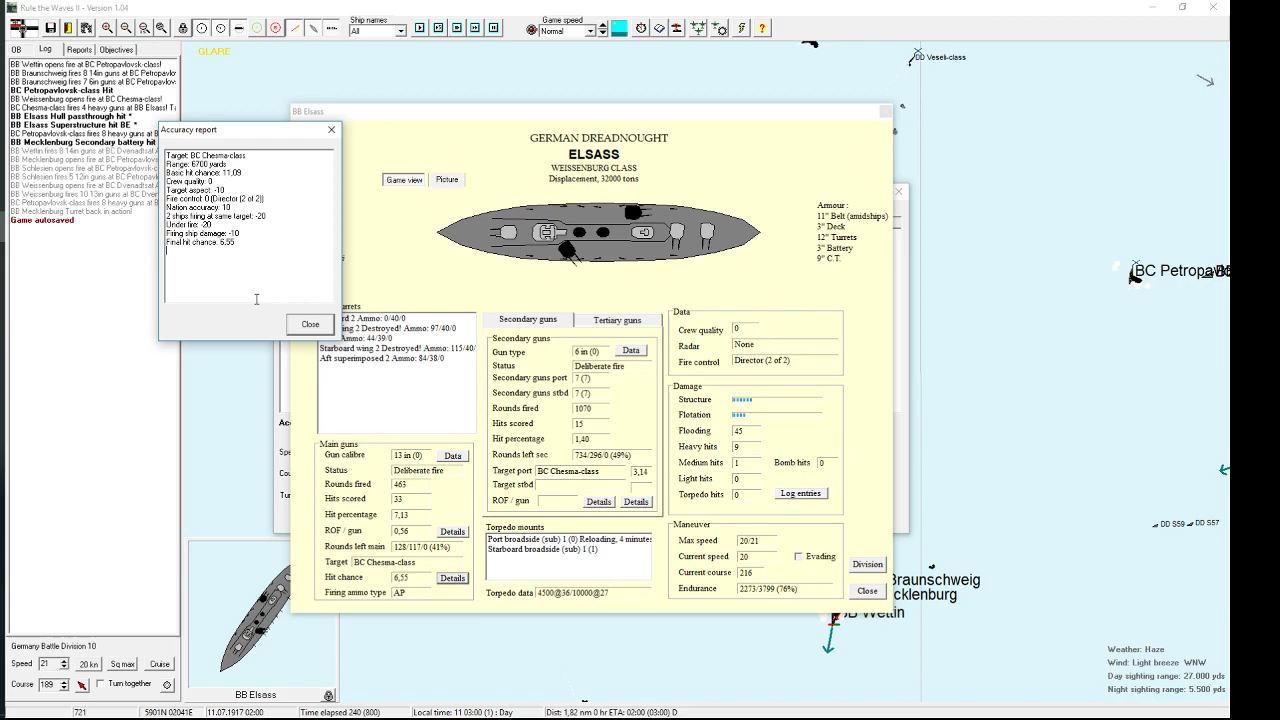 Rule the Waves II - Version 1.04
Ship names
All
Game speed
Normal
OB
Log
Reports
Objectives
BB Wettin opens fire at BC Petropavlovsk-class!
BB Braunschweig fires 8 14in guns at BC Petropavlovsk
BB Braunschweig fires 7 6in guns at BC Petropavlovsk
BC Petropavlovsk-class Hit
BB Weissenburg opens fire at BC Chesma-class!
BC Chesma-class fires 4 heavy guns at BB Elsass! T
BB Elsass Hull passthrough hit *
BB Elsass Superstructure hit BE *
BC Petropavlovsk-class fires 8 heavy guns
BB Mecklenburg Secondary battery hit
BB Wettin fires 8 14in guns at BC Dvenadtsat A
BB Mecklenburg opens fire at BC Petropavlovsk
BB Schlesien opens fire at BC Petropavlovsk-cl
BB Schlesien fires 5 12in guns at BC Chesma-
BB Weissenburg opens fire at BC Dvenadtsat
BB Weissenburg fires 10 13in guns at BC Dve
BC Petropavlovsk-class fires 8 heavy guns
BB Mecklenburg Turret back in action!
Game autosaved
GLARE
Accuracy report
Target: BC Chesma-class
Range: 6700 yards
Basic hit chance: 11,09
Crew quality: 0
Target aspect: -10
Fire control: 0 (Director (2 of 2))
Nation accuracy: 10
2 ships firing at same target: -20
Under fire: -20
Firing ship damage: -10
Final hit chance: 6,55
Close
BB Elsass
GERMAN DREADNOUGHT
ELSASS
WEISSENBURG CLASS
Displacement, 32000 tons
Game view
Picture
Armour :
11" Belt (amidships)
3" Deck
12" Turrets
3" Battery
9" C.T.
rd 2 Ammo: 0/40/0
wing 2 Destroyed! Ammo: 97/40/0
44/39/0
Starboard wing 2 Destroyed! Ammo: 115/40/
Aft superimposed 2 Ammo: 84/38/0
Main guns
Gun calibre 13 in (0) Data
Status Deliberate fire
Rounds fired 463
Hits scored 33
Hit percentage 7,13
ROF / gun 0,56 Details
Rounds left main 128/117/0 (41%)
Target BC Chesma-class
Hit chance 6,55 Details
Firing ammo type AP
Secondary guns
Tertiary guns
Secondary guns
Gun type 6 in (0) Data
Status Deliberate fire
Secondary guns port 7 (7)
Secondary guns stbd 7 (7)
Rounds fired 1070
Hits scored 15
Hit percentage 1,40
Rounds left sec 734/296/0 (49%)
Target port BC Chesma-class 3,14
Target stbd
ROF / gun Details Details
Torpedo mounts
Port broadside (sub) 1 (0) Reloading, 4 minutes
Starboard broadside (sub) 1 (1)
Torpedo data 4500@36/10000@27
Data
Crew quality 0
Radar None
Fire control Director (2 of 2)
Damage
Structure
Flotation
Flooding 45
Heavy hits 9
Medium hits 1 Bomb hits 0
Light hits 0
Torpedo hits 0 Log entries
Maneuver
Max speed 20/21
Current speed 20 Evading
Current course 216
Endurance 2273/3799 (76%)
Division
Close
DD Veseli-class
BC Petropavlo
DD S59
DD S57
Braunschweig
cklenburg
BB Wettin
Weather: Haze
Wind: Light breeze WNW
Day sighting range: 27.000 yds
Night sighting range: 5.500 yds
Germany Battle Division 10
Speed 21 20 kn Sq max Cruise
Course 189 Turn together
BB Elsass
721
5901N 02041E
11.07.1917 02:00
Time elapsed 240 (800)
Local time: 11 03:00 (1) : Day
Dist: 1,82 nm 0 hr ETA: 02:00 (03:00) D